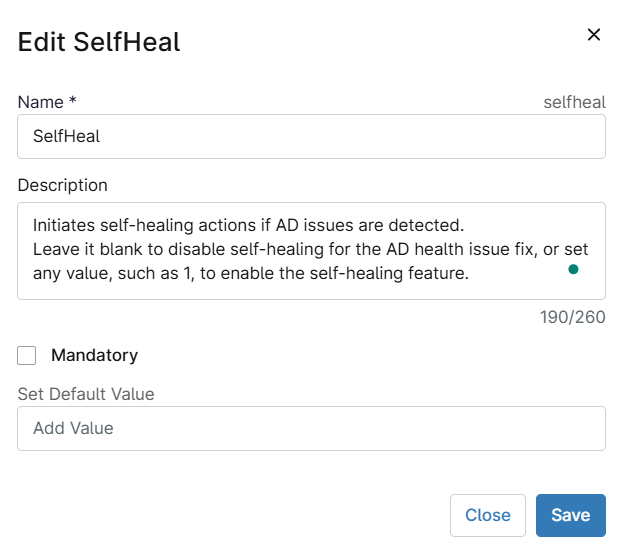 Edit SelfHeal
Name *
selfheal
SelfHeal
Description
Initiates self-healing actions if AD issues are detected.
Leave it blank to disable self-healing for the AD health issue fix, or set
any value, such as 1, to enable the self-healing feature.
190/260
Mandatory
Set Default Value
Add Value
Close
Save